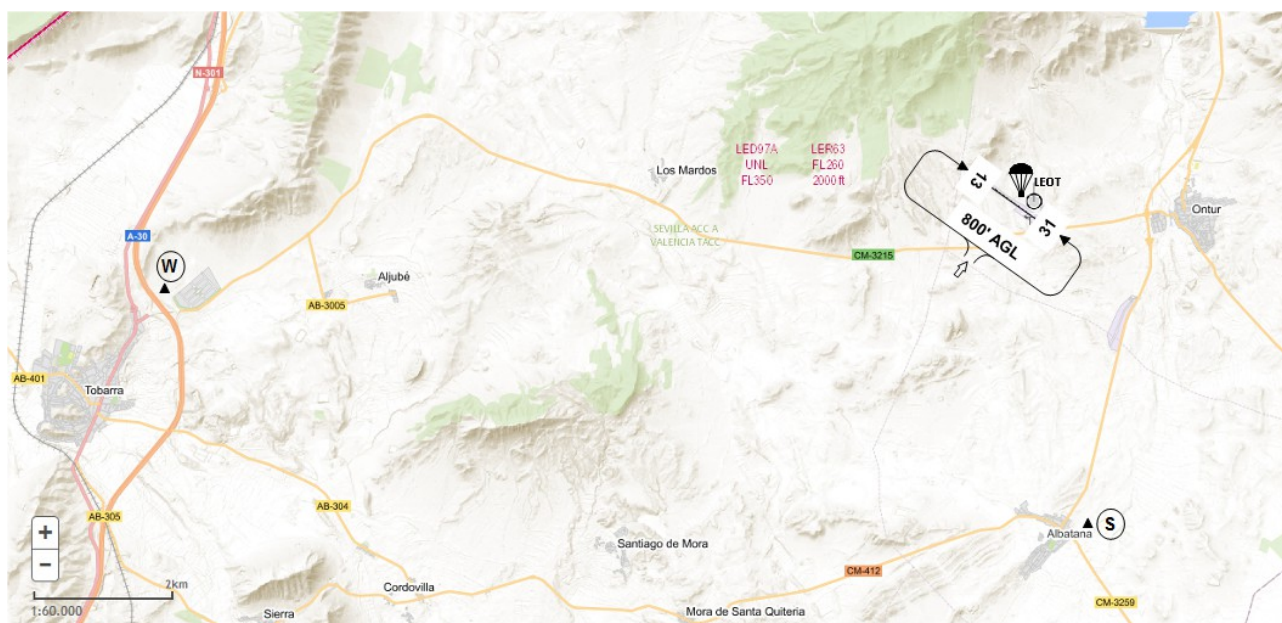 N-301
LED97A
UNL
FL350
LER63
FL260
2000 ft
Los Mardos
13
LEOT
31
800' AGL
Ontur
A-30
SEVILLA ACC A
VALENCIA TACC
CM-3215
W
Aljubé
AB-3005
AB-401
Tobarra
AB-304
AB-305
S
Albatana
Santiago de Mora
CM-412
Cordovilla
+
−
2km
1:60.000
Sierra
Mora de Santa Quiteria
CM-3259